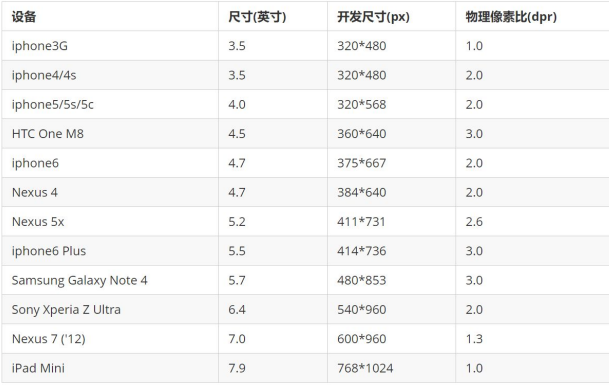 设备 尺寸(英寸) 开发尺寸(px) 物理像素比(dpr)
iphone3G 3.5 320*480 1.0
iphone4/4s 3.5 320*480 2.0
iphone5/5s/5c 4.0 320*568 2.0
HTC One M8 4.5 360*640 3.0
iphone6 4.7 375*667 2.0
Nexus 4 4.7 384*640 2.0
Nexus 5x 5.2 411*731 2.6
iphone6 Plus 5.5 414*736 3.0
Samsung Galaxy Note 4 5.7 480*853 3.0
Sony Xperia Z Ultra 6.4 540*960 2.0
Nexus 7 ('12) 7.0 600*960 1.3
iPad Mini 7.9 768*1024 1.0